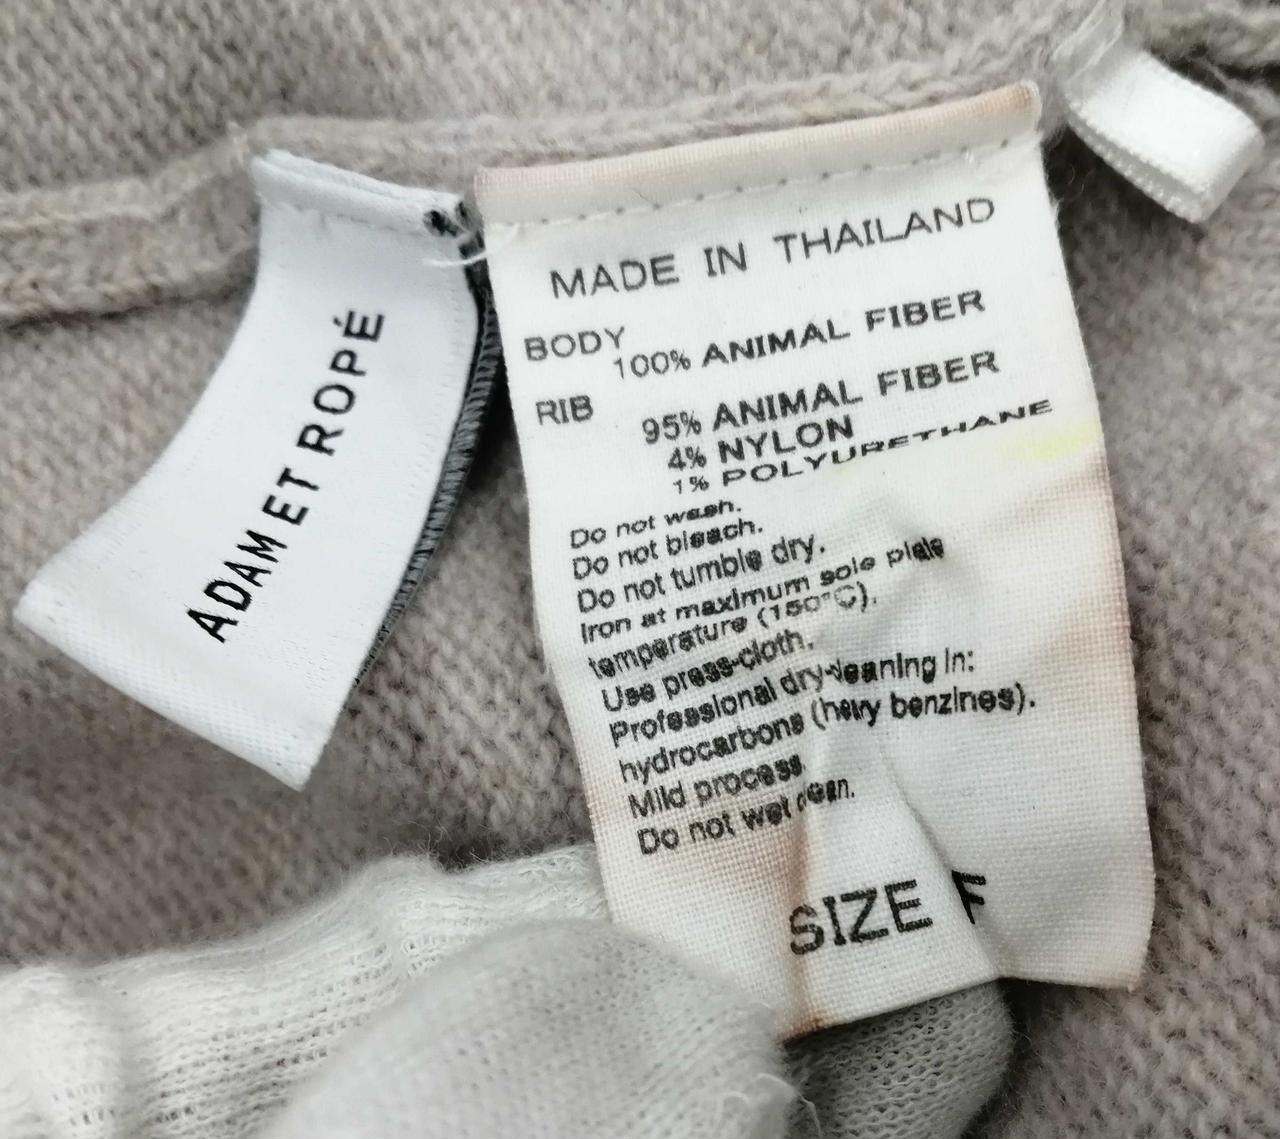 ADAM ET ROPÉ
MADE IN THAILAND
BODY
100% ANIMAL FIBER
RIB
95% ANIMAL FIBER
4% NYLON
1% POLYURETHANE
Do not wash.
Do not bleach.
Do not tumble dry.
Iron at maximum sole plate
temperature (150°C).
Use press-cloth.
Professional dry-cleaning in:
hydrocarbons (heavy benzines).
Mild process.
Do not wet clean.
SIZE F